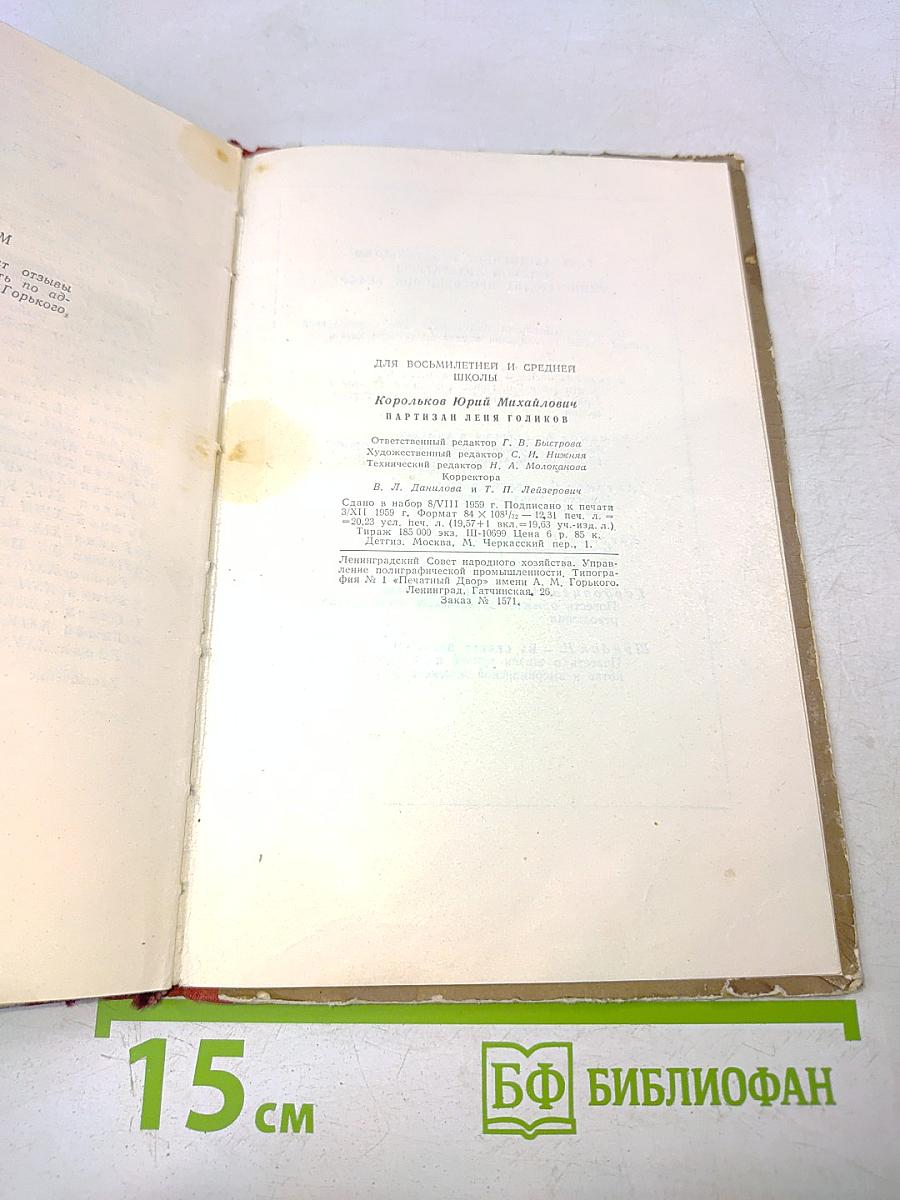 М
т отзывы
ть по ад-
Горького,
ДЛЯ ВОСЬМИЛЕТНЕЙ И СРЕДНЕЙ
ШКОЛЫ
Корольков Юрий Михайлович
ПАРТИЗАН ЛЕНЯ ГОЛИКОВ
Ответственный редактор Г. В. Быстрова
Художественный редактор С. И. Нижняя
Технический редактор Н. А. Молоканова
Корректора
В. Л. Данилова и Т. П. Лейзерович
Сдано в набор 8/VIII 1959 г. Подписано к печати
3/XII 1959 г. Формат 84 × 108¹/₃₂ — 12,31 печ. л. =
=20,23 усл. печ. л. (19,57+1 вкл.=19,63 уч.-изд. л.)
Тираж 185 000 экз. Ш-10699 Цена 6 р. 85 к.
Детгиз. Москва, М. Черкасский пер., 1.
Ленинградский Совет народного хозяйства. Управ-
ление полиграфической промышленности. Типогра-
фия № 1 «Печатный Двор» имени А. М. Горького.
Ленинград, Гатчинская, 26.
Заказ № 1571.
15 см
БФ БИБЛИОФАН